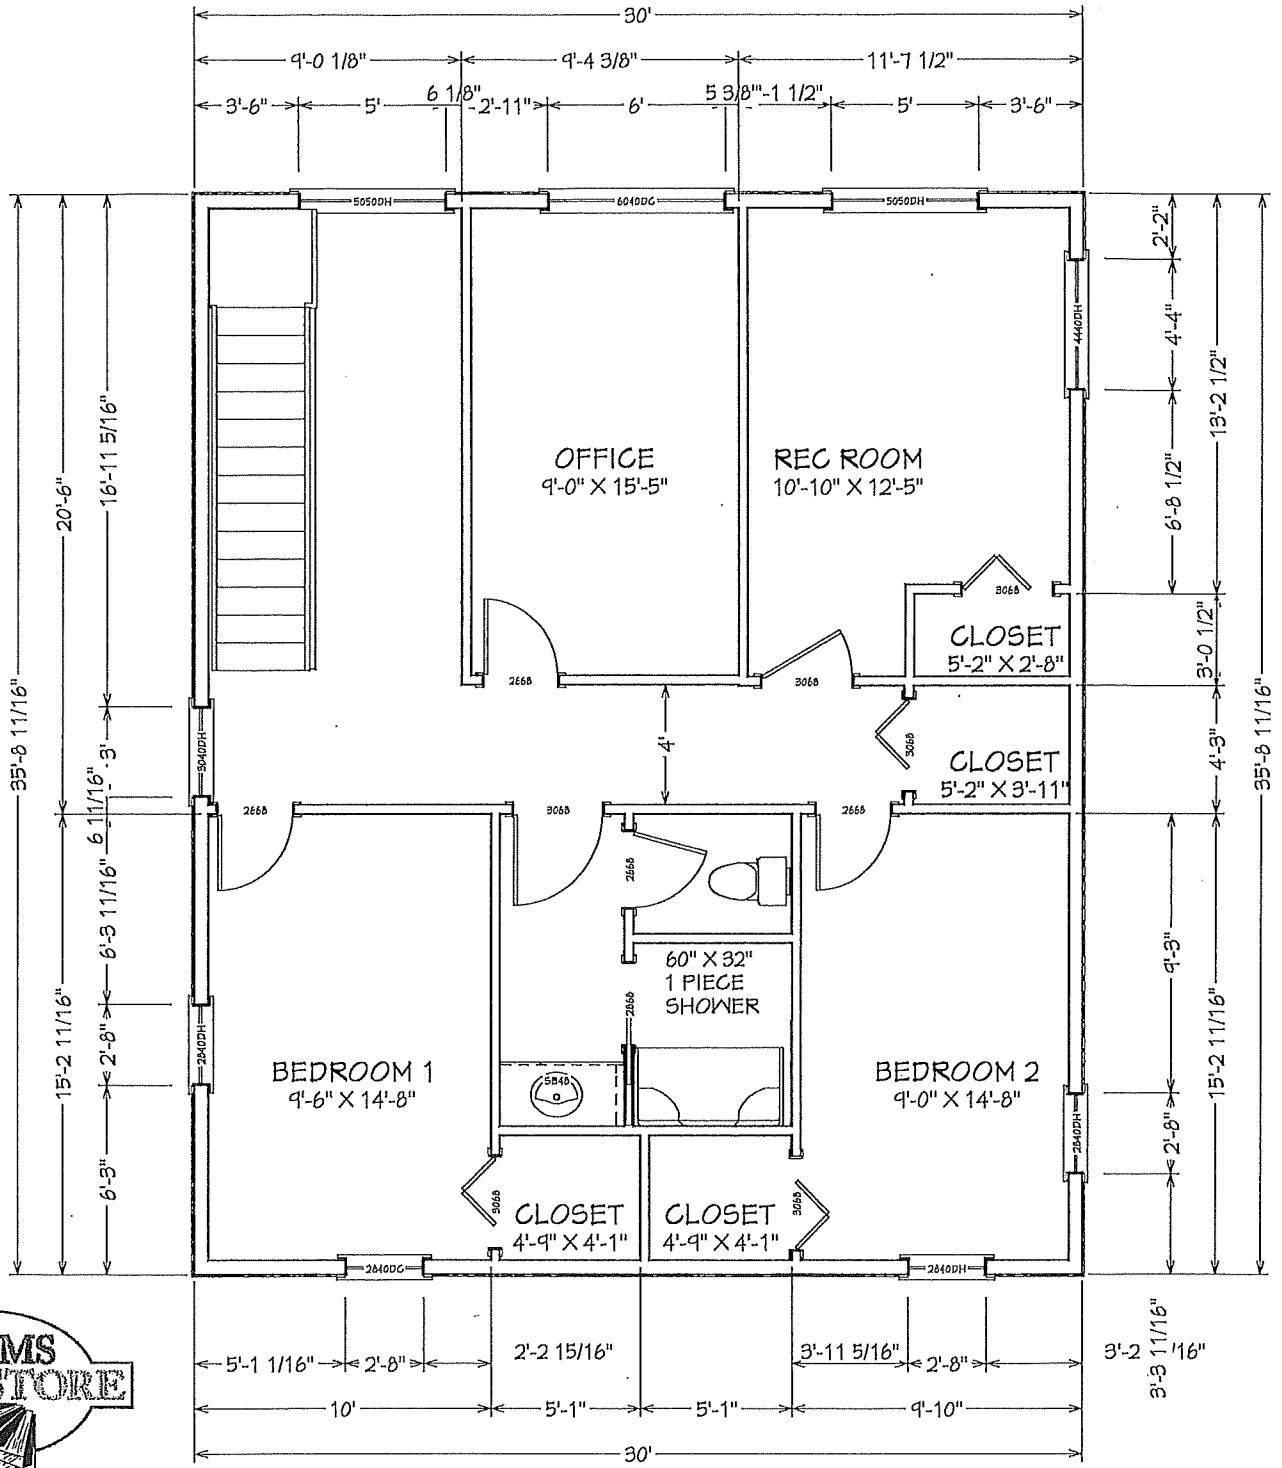 30'
9'-0 1/8"
9'-4 3/8"
11'-7 1/2"
3'-6"
5'
6 1/8"
2'-11"
6'
5 3/8"
-1 1/2"
5'
3'-6"
5050DH
5050DH
2'-2"
4440DH
4'-4"
13'-2 1/2"
6'-8 1/2"
16'-11 5/16"
20'-6"
OFFICE
9'-0" X 15'-5"
REC ROOM
10'-10" X 12'-5"
3068
CLOSET
5'-2" X 2'-8"
3'-0 1/2"
2668
3068
35'-8 11/16"
3040DH
3'
6 11/16"
4'
3068
CLOSET
5'-2" X 3'-11"
4'-3"
35'-8 11/16"
2668
3068
2668
2668
6'-3 11/16"
9'-3"
60" X 32"
1 PIECE
SHOWER
2868
15'-2 11/16"
2840DH
2'-8"
BEDROOM 1
9'-6" X 14'-8"
BEDROOM 2
9'-0" X 14'-8"
15'-2 11/16"
2840DH
2'-8"
6'-3"
3068
CLOSET
4'-9" X 4'-1"
CLOSET
4'-9" X 4'-1"
3068
2840DH
5'-1 1/16"
2'-8"
2'-2 15/16"
3'-11 5/16"
2'-8"
3'-3 11/16"
3'-2
/16"
10'
5'-1"
5'-1"
9'-10"
30'
MS
STORE